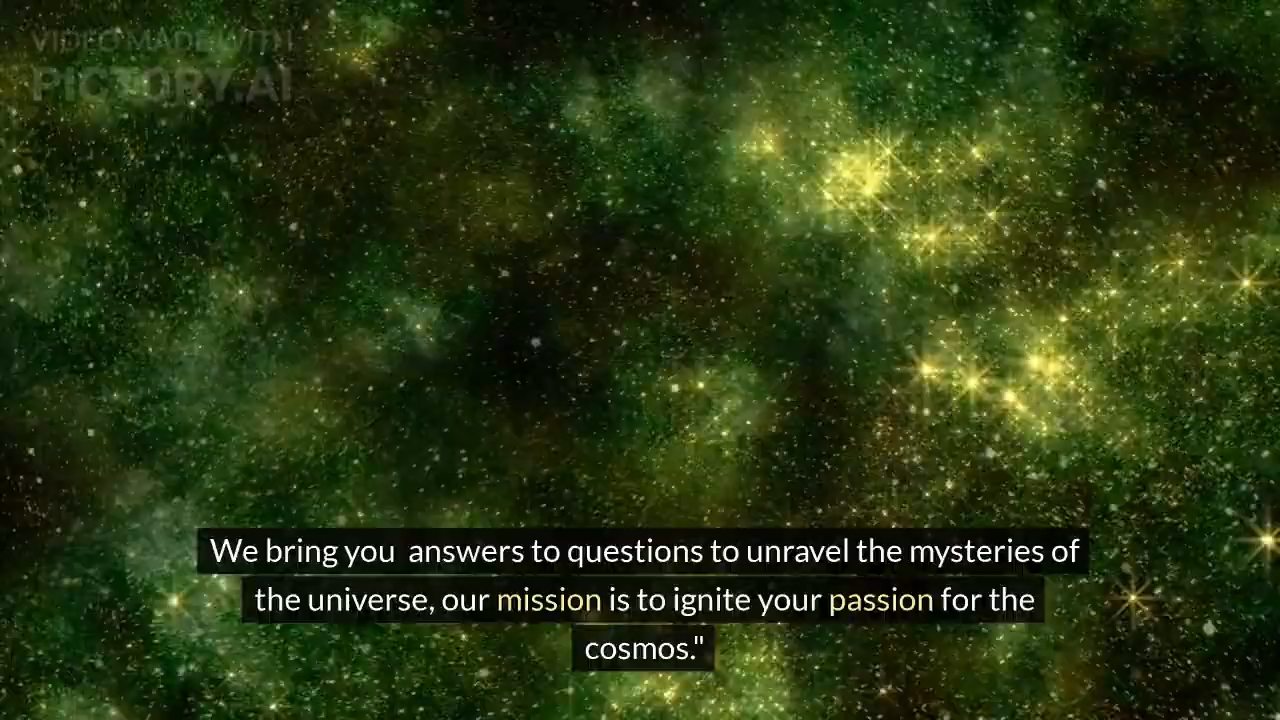 VIDEO MADE WITH
PICTORY.AI
We bring you  answers to questions to unravel the mysteries of
the universe, our mission is to ignite your passion for the
cosmos."